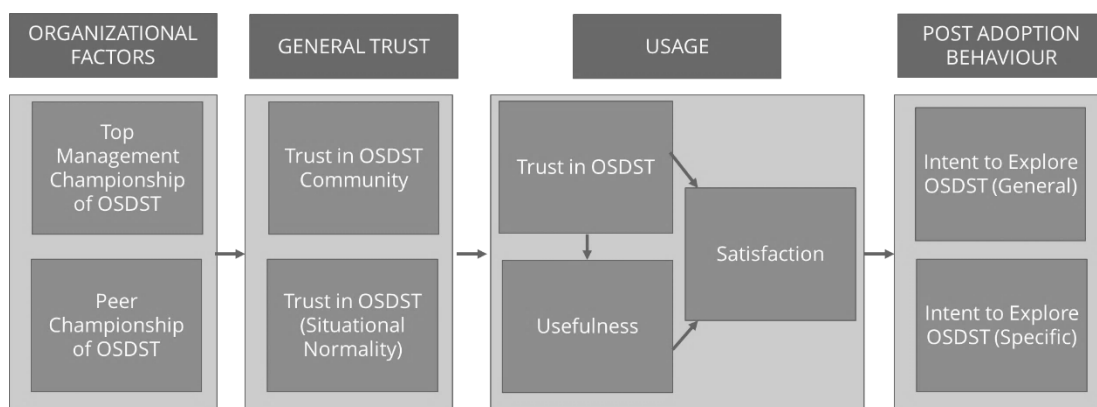 ORGANIZATIONAL
FACTORS
GENERAL TRUST
USAGE
POST ADOPTION
BEHAVIOUR
Top
Management
Championship
of OSDST
Peer
Championship
of OSDST
Trust in OSDST
Community
Trust in OSDST
(Situational
Normality)
Trust in OSDST
Usefulness
Satisfaction
Intent to Explore
OSDST (General)
Intent to Explore
OSDST (Specific)